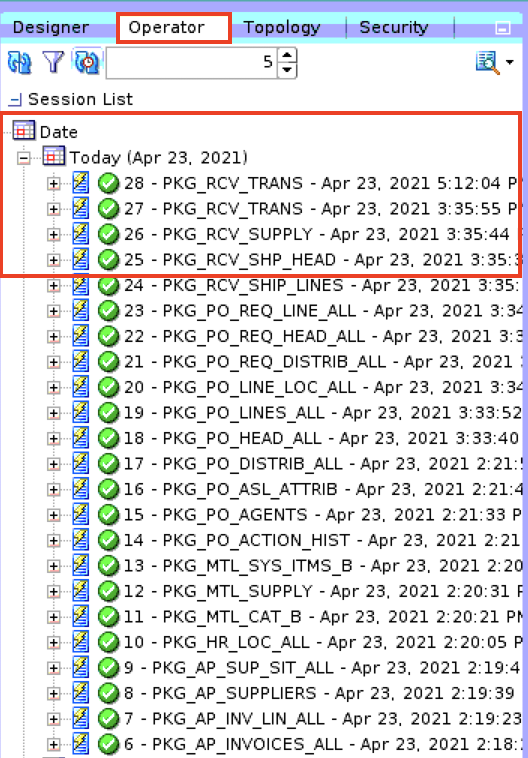 Designer Operator Topology Security
5
Session List
Date
Today (Apr 23, 2021)
28 - PKG_RCV_TRANS - Apr 23, 2021 5:12:04 P
27 - PKG_RCV_TRANS - Apr 23, 2021 3:35:55 P
26 - PKG_RCV_SUPPLY - Apr 23, 2021 3:35:44
25 - PKG_RCV_SHP_HEAD - Apr 23, 2021 3:35:3
24 - PKG_RCV_SHIP_LINES - Apr 23, 2021 3:35:
23 - PKG_PO_REQ_LINE_ALL - Apr 23, 2021 3:34
22 - PKG_PO_REQ_HEAD_ALL - Apr 23, 2021 3:3
21 - PKG_PO_REQ_DISTRIB_ALL - Apr 23, 2021
20 - PKG_PO_LINE_LOC_ALL - Apr 23, 2021 3:34
19 - PKG_PO_LINES_ALL - Apr 23, 2021 3:33:52
18 - PKG_PO_HEAD_ALL - Apr 23, 2021 3:33:40
17 - PKG_PO_DISTRIB_ALL - Apr 23, 2021 2:21:5
16 - PKG_PO_ASL_ATTRIB - Apr 23, 2021 2:21:4
15 - PKG_PO_AGENTS - Apr 23, 2021 2:21:33 P
14 - PKG_PO_ACTION_HIST - Apr 23, 2021 2:21
13 - PKG_MTL_SYS_ITMS_B - Apr 23, 2021 2:20
12 - PKG_MTL_SUPPLY - Apr 23, 2021 2:20:31 P
11 - PKG_MTL_CAT_B - Apr 23, 2021 2:20:21 PM
10 - PKG_HR_LOC_ALL - Apr 23, 2021 2:20:05 P
9 - PKG_AP_SUP_SIT_ALL - Apr 23, 2021 2:19:4
8 - PKG_AP_SUPPLIERS - Apr 23, 2021 2:19:39
7 - PKG_AP_INV_LIN_ALL - Apr 23, 2021 2:19:23
6 - PKG_AP_INVOICES_ALL - Apr 23, 2021 2:18: